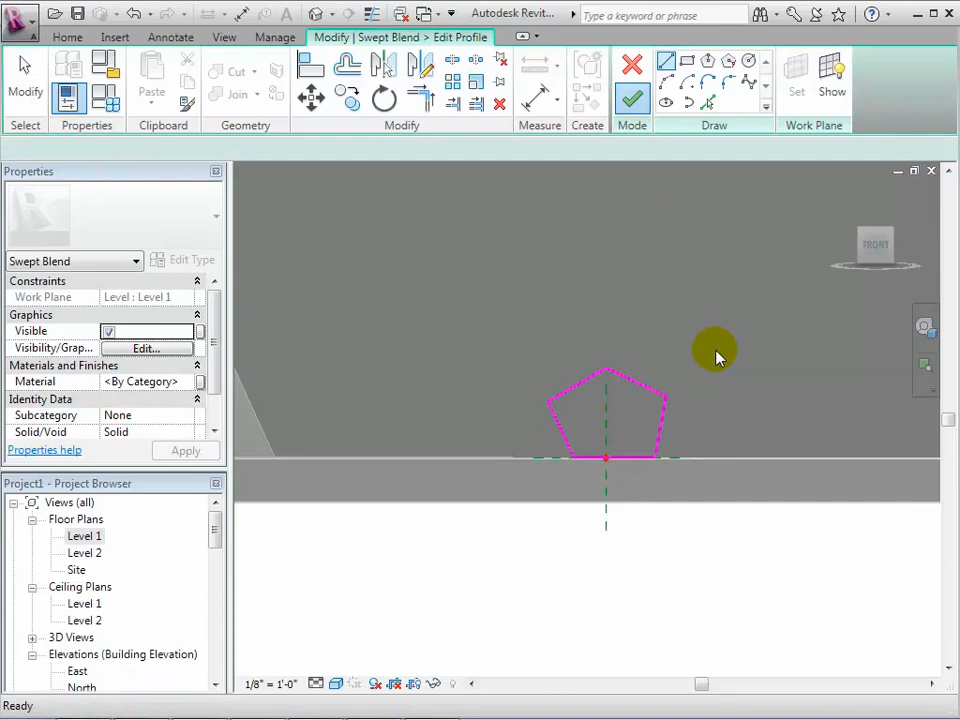 Autodesk Revit...
Type a keyword or phrase
Home
Insert
Annotate
View
Manage
Modify | Swept Blend > Edit Profile
Modify
Paste
Cut
Join
Set
Show
Select
Properties
Clipboard
Geometry
Modify
Measure
Create
Mode
Draw
Work Plane
Properties
Swept Blend
Edit Type
Constraints
Work Plane
Level : Level 1
Graphics
Visible
Visibility/Grap...
Edit...
Materials and Finishes
Material
<By Category>
Identity Data
Subcategory
None
Solid/Void
Solid
Properties help
Apply
Project1 - Project Browser
Views (all)
Floor Plans
Level 1
Level 2
Site
Ceiling Plans
Level 1
Level 2
3D Views
Elevations (Building Elevation)
East
North
FRONT
1/8" = 1'-0"
Ready